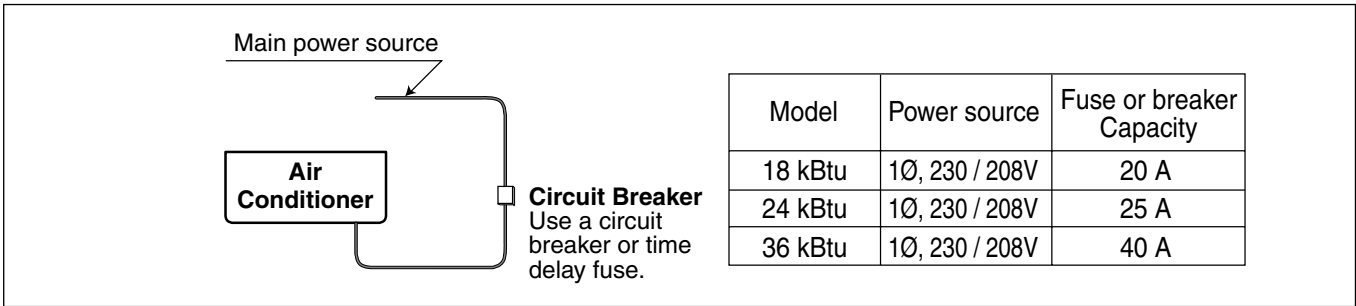 Main power source
Air
Conditioner
Circuit Breaker
Use a circuit
breaker or time
delay fuse.
Model Power source Fuse or breaker
Capacity
18 kBtu 1Ø, 230 / 208V 20 A
24 kBtu 1Ø, 230 / 208V 25 A
36 kBtu 1Ø, 230 / 208V 40 A